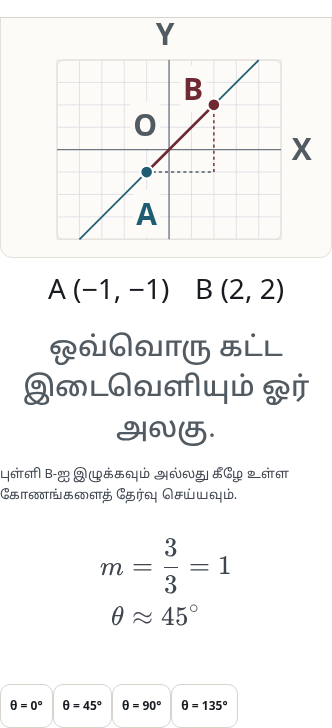 Y
B
O
X
A
A (−1, −1) B (2, 2)
ஒவ்வொரு கட்ட
இடைவெளியும் ஓர்
அலகு.
புள்ளி B-ஐ இழுக்கவும் அல்லது கீழே உள்ள
கோணங்களைத் தேர்வு செய்யவும்.
m = 3/3 = 1
θ ≈ 45°
θ = 0° θ = 45° θ = 90° θ = 135°